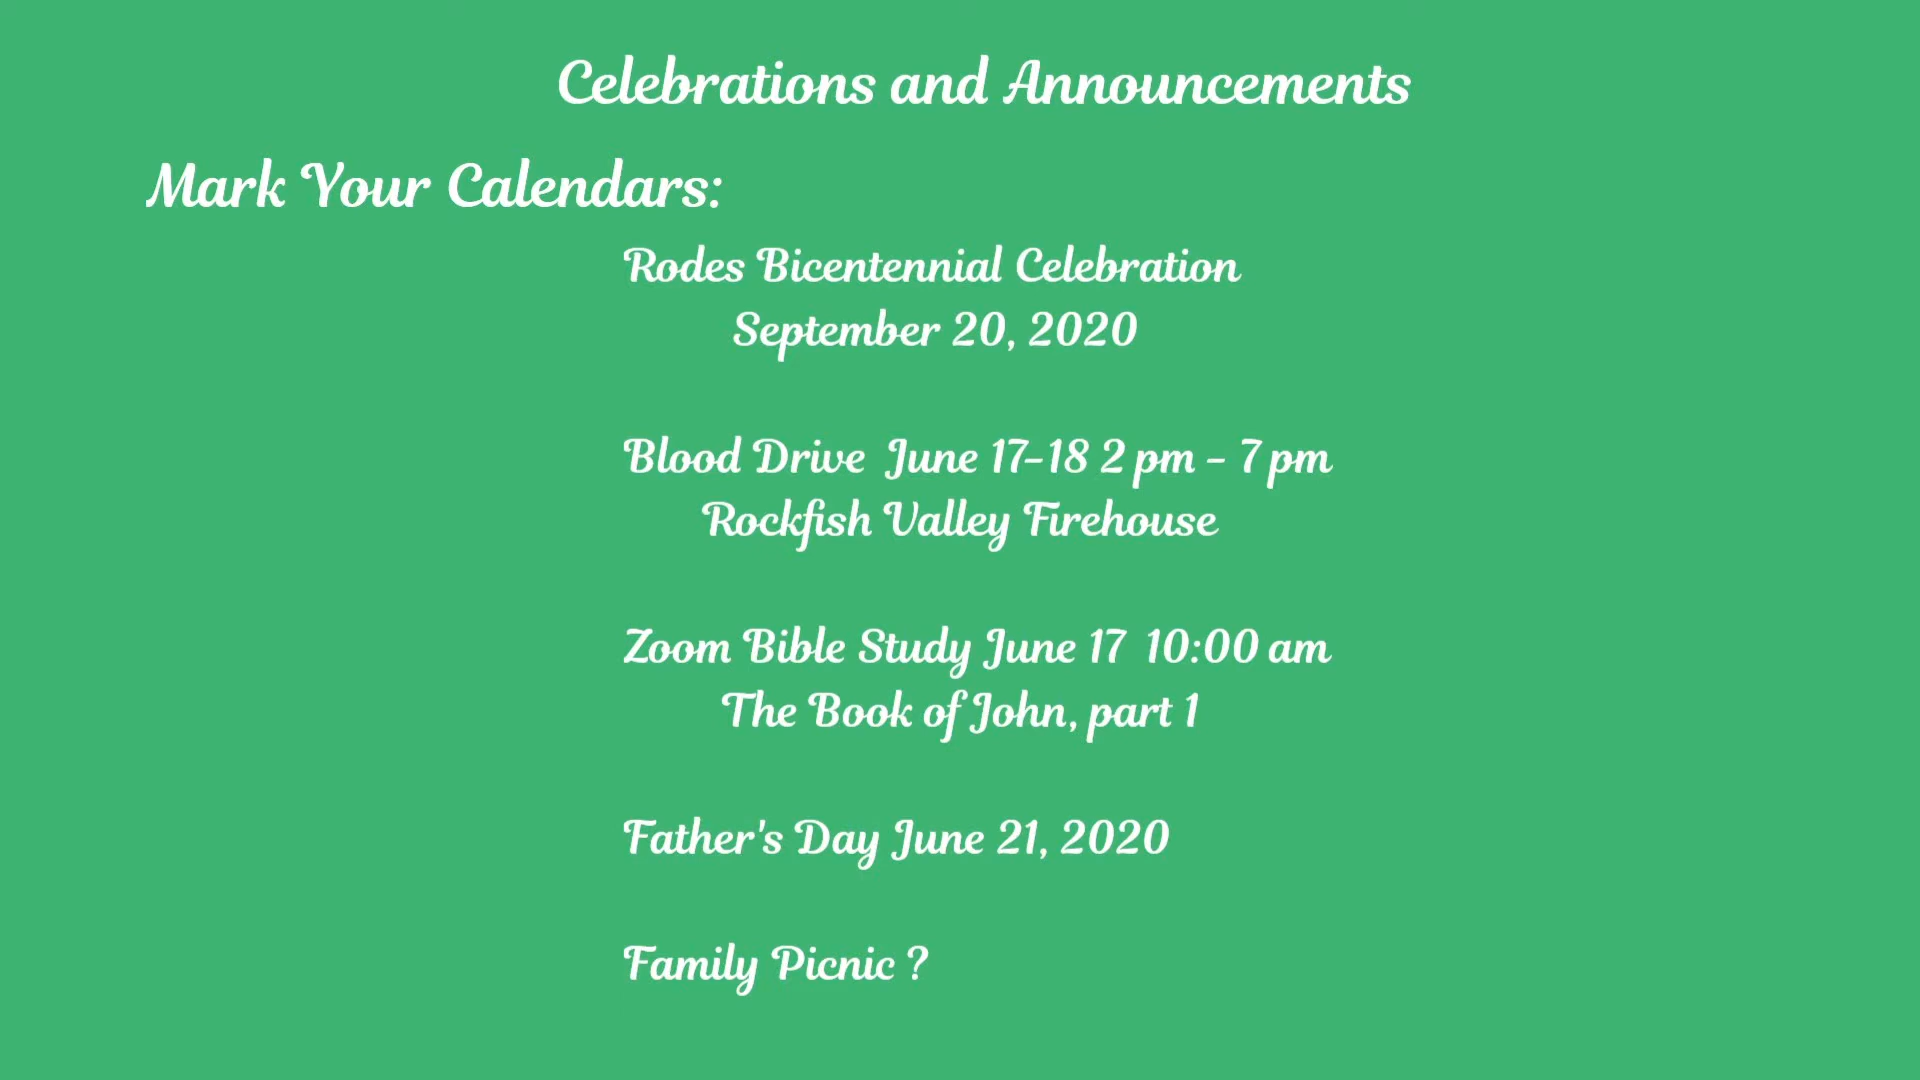 Celebrations and Announcements
Mark Your Calendars:
Rodes Bicentennial Celebration
September 20, 2020
Blood Drive June 17-18 2 pm - 7 pm
Rockfish Valley Firehouse
Zoom Bible Study June 17 10:00 am
The Book of John, part 1
Father's Day June 21, 2020
Family Picnic ?